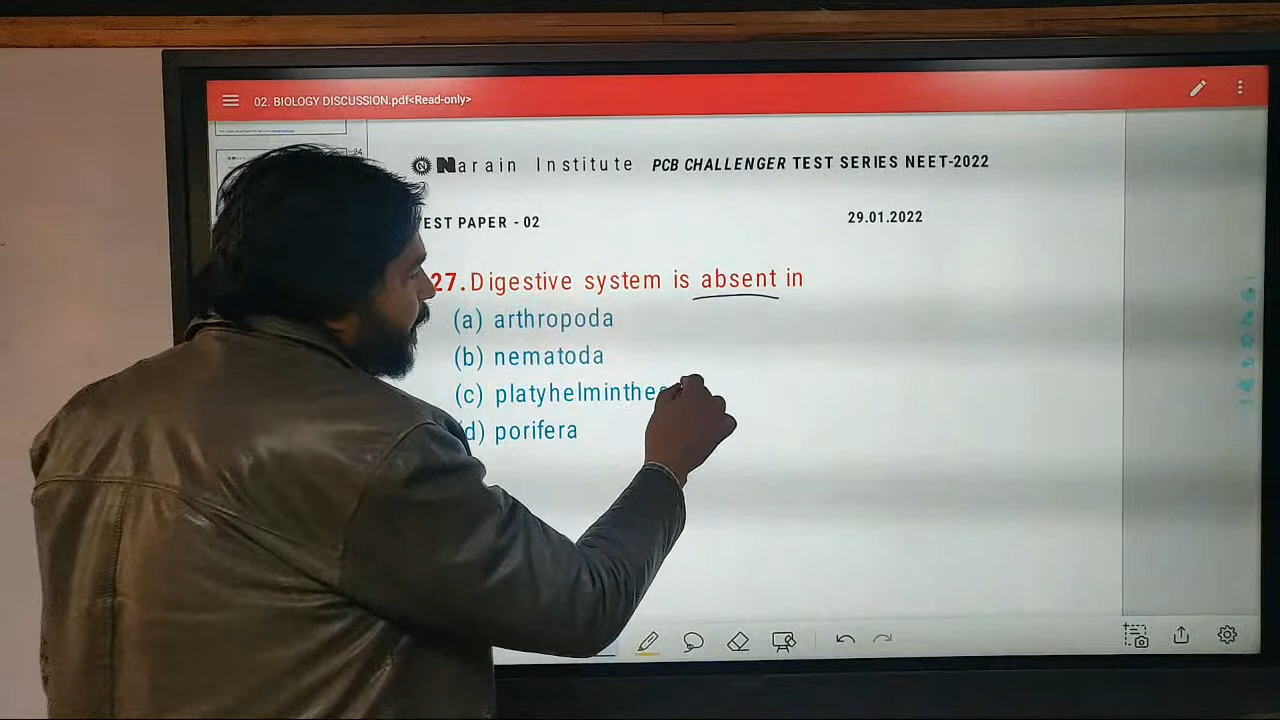 02. BIOLOGY DISCUSSION.pdf<Read-only>
Narain Institute PCB CHALLENGER TEST SERIES NEET-2022
EST PAPER - 02 29.01.2022
27. Digestive system is absent in
(a) arthropoda
(b) nematoda
(c) platyhelminthe
d) porifera